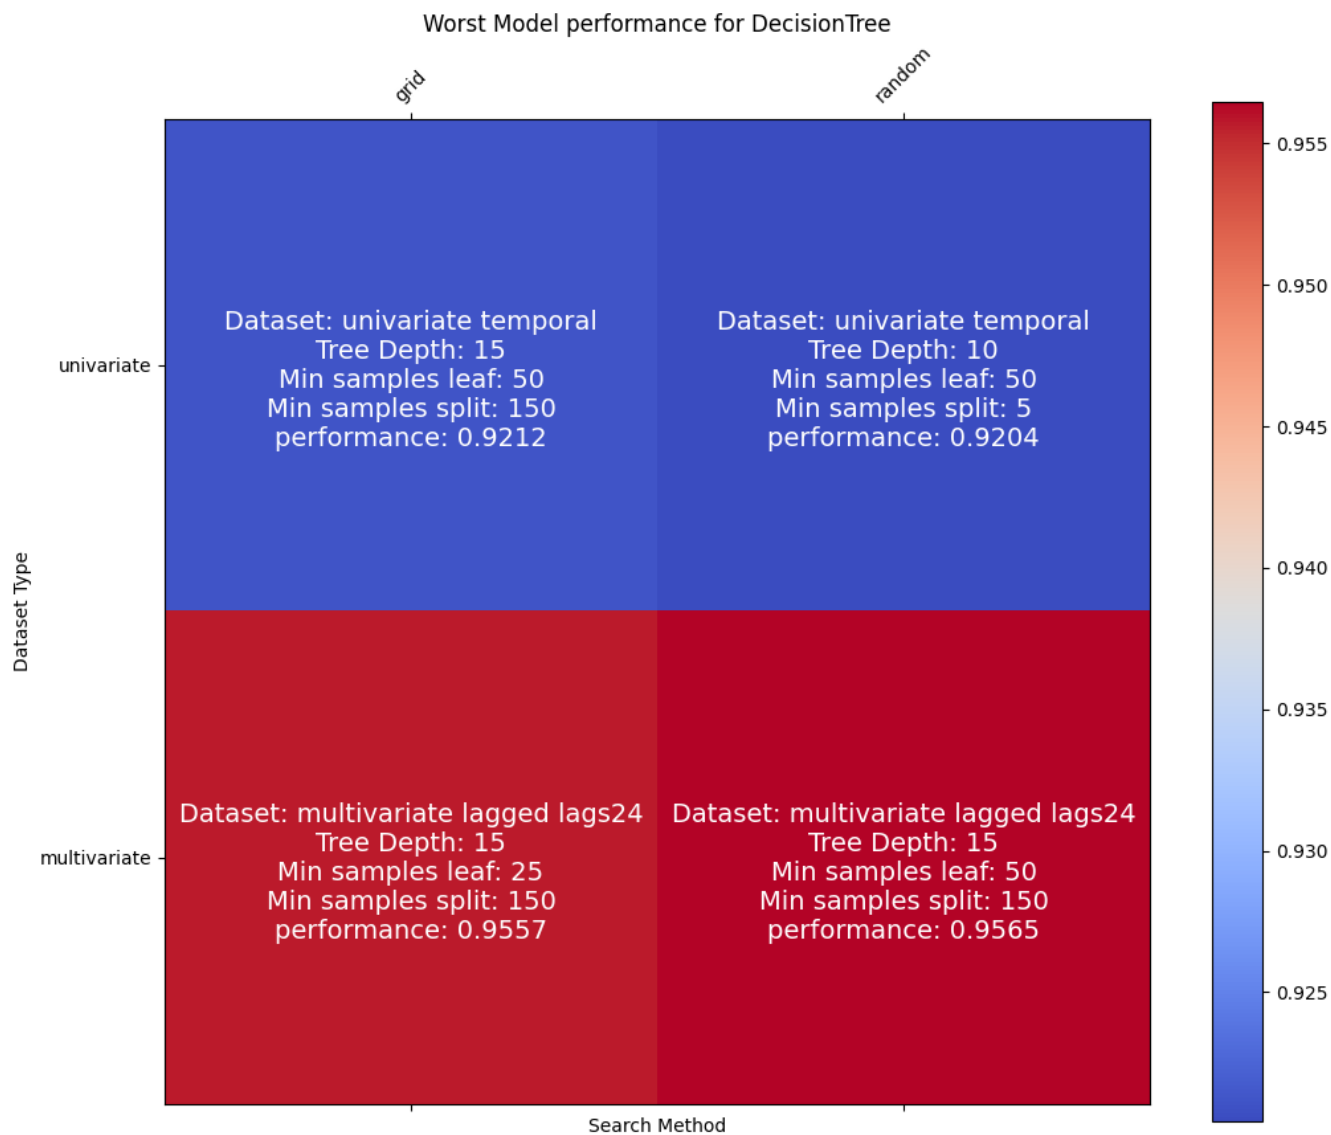 Worst Model performance for DecisionTree
grid
random
0.955
0.950
0.945
0.940
0.935
0.930
0.925
univariate
Dataset: univariate temporal
Tree Depth: 15
Min samples leaf: 50
Min samples split: 150
performance: 0.9212
Dataset: univariate temporal
Tree Depth: 10
Min samples leaf: 50
Min samples split: 5
performance: 0.9204
Dataset Type
multivariate
Dataset: multivariate lagged lags24
Tree Depth: 15
Min samples leaf: 25
Min samples split: 150
performance: 0.9557
Dataset: multivariate lagged lags24
Tree Depth: 15
Min samples leaf: 50
Min samples split: 150
performance: 0.9565
Search Method